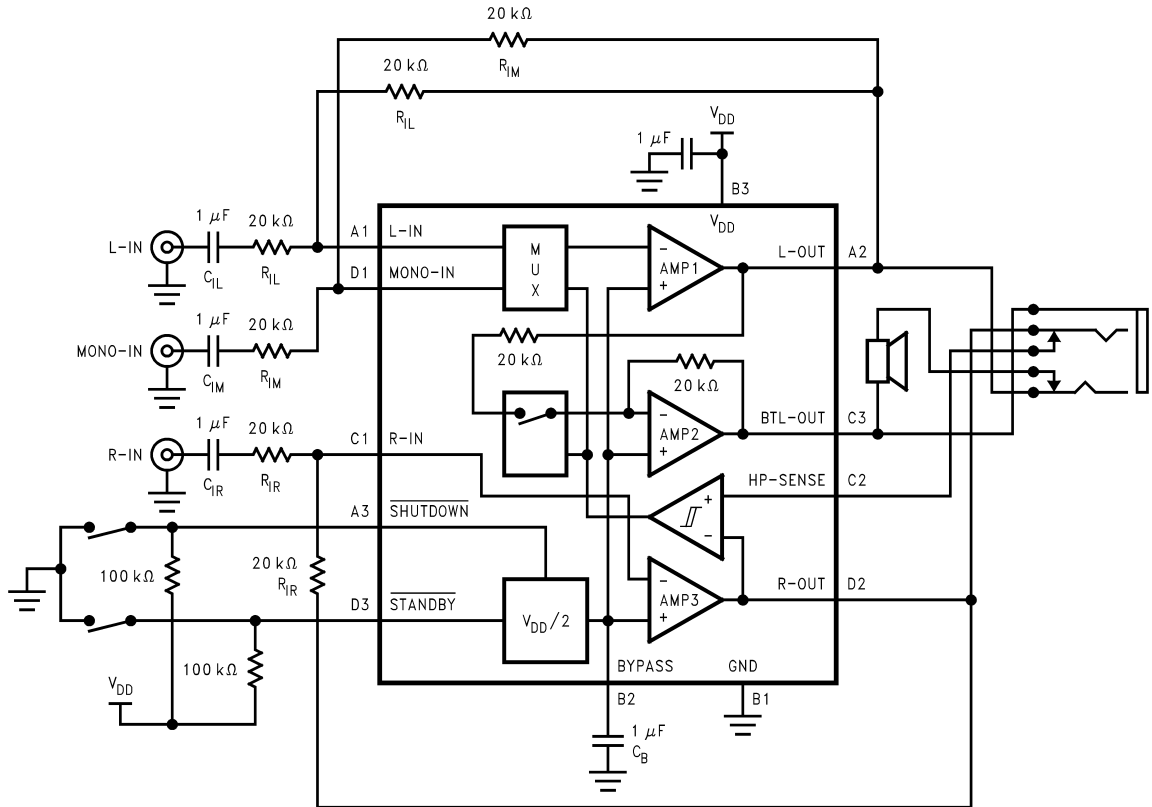 20 kΩ
R_IM
20 kΩ
R_IL
V_DD
1 μF
B3
V_DD
1 μF
20 kΩ
L-IN
C_IL
R_IL
A1
L-IN
D1
MONO-IN
M
U
X
−
AMP1
+
L-OUT
A2
1 μF
20 kΩ
MONO-IN
C_IM
R_IM
20 kΩ
20 kΩ
−
AMP2
+
BTL-OUT
C3
1 μF
20 kΩ
R-IN
C_IR
R_IR
C1
R-IN
HP-SENSE
C2
+
−
A3
SHUTDOWN
100 kΩ
20 kΩ
R_IR
D3
STANDBY
V_DD/2
−
AMP3
+
R-OUT
D2
100 kΩ
V_DD
BYPASS
GND
B2
B1
1 μF
C_B